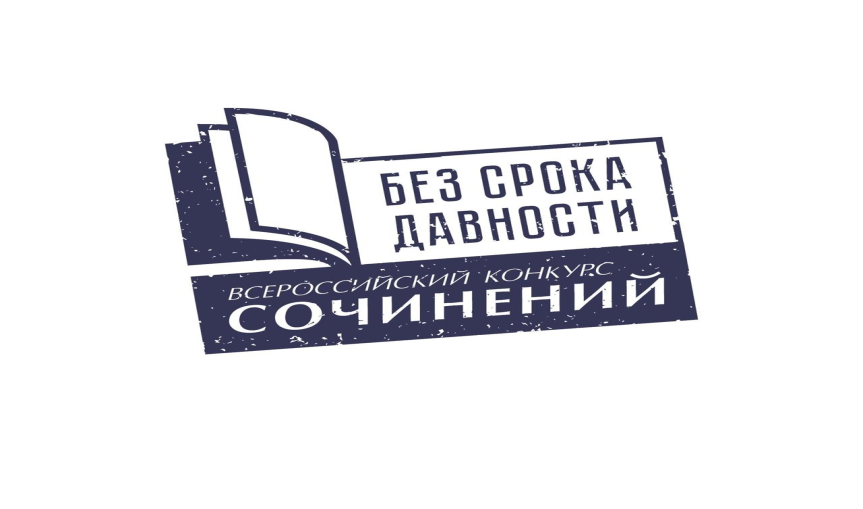 БЕЗ СРОКА
ДАВНОСТИ
ВСЕРОССИЙСКИЙ КОНКУРС
СОЧИНЕНИЙ